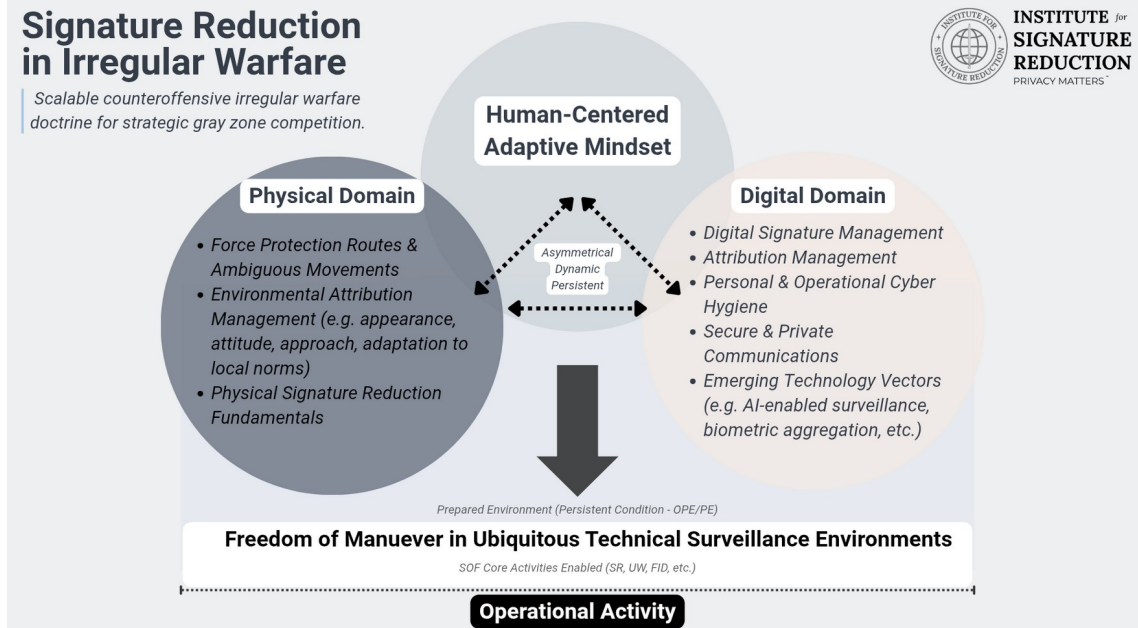 Signature Reduction
in Irregular Warfare
Scalable counteroffensive irregular warfare
doctrine for strategic gray zone competition.
INSTITUTE FOR
SIGNATURE REDUCTION
INSTITUTE for
SIGNATURE
REDUCTION
PRIVACY MATTERS
Human-Centered
Adaptive Mindset
Physical Domain
• Force Protection Routes &
Ambiguous Movements
• Environmental Attribution
Management (e.g. appearance,
attitude, approach, adaptation to
local norms)
• Physical Signature Reduction
Fundamentals
Asymmetrical
Dynamic
Persistent
Digital Domain
• Digital Signature Management
• Attribution Management
• Personal & Operational Cyber
Hygiene
• Secure & Private
Communications
• Emerging Technology Vectors
(e.g. AI-enabled surveillance,
biometric aggregation, etc.)
Prepared Environment (Persistent Condition - OPE/PE)
Freedom of Manuever in Ubiquitous Technical Surveillance Environments
SOF Core Activities Enabled (SR, UW, FID, etc.)
Operational Activity